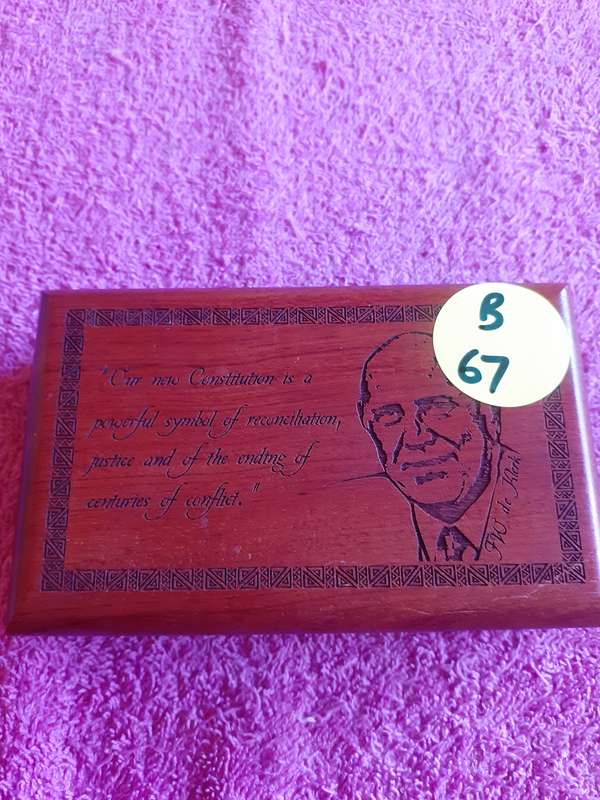 "Our new Constitution is a
powerful symbol of reconciliation,
justice and of the ending of
centuries of conflict."
FW de Klerk
B
67